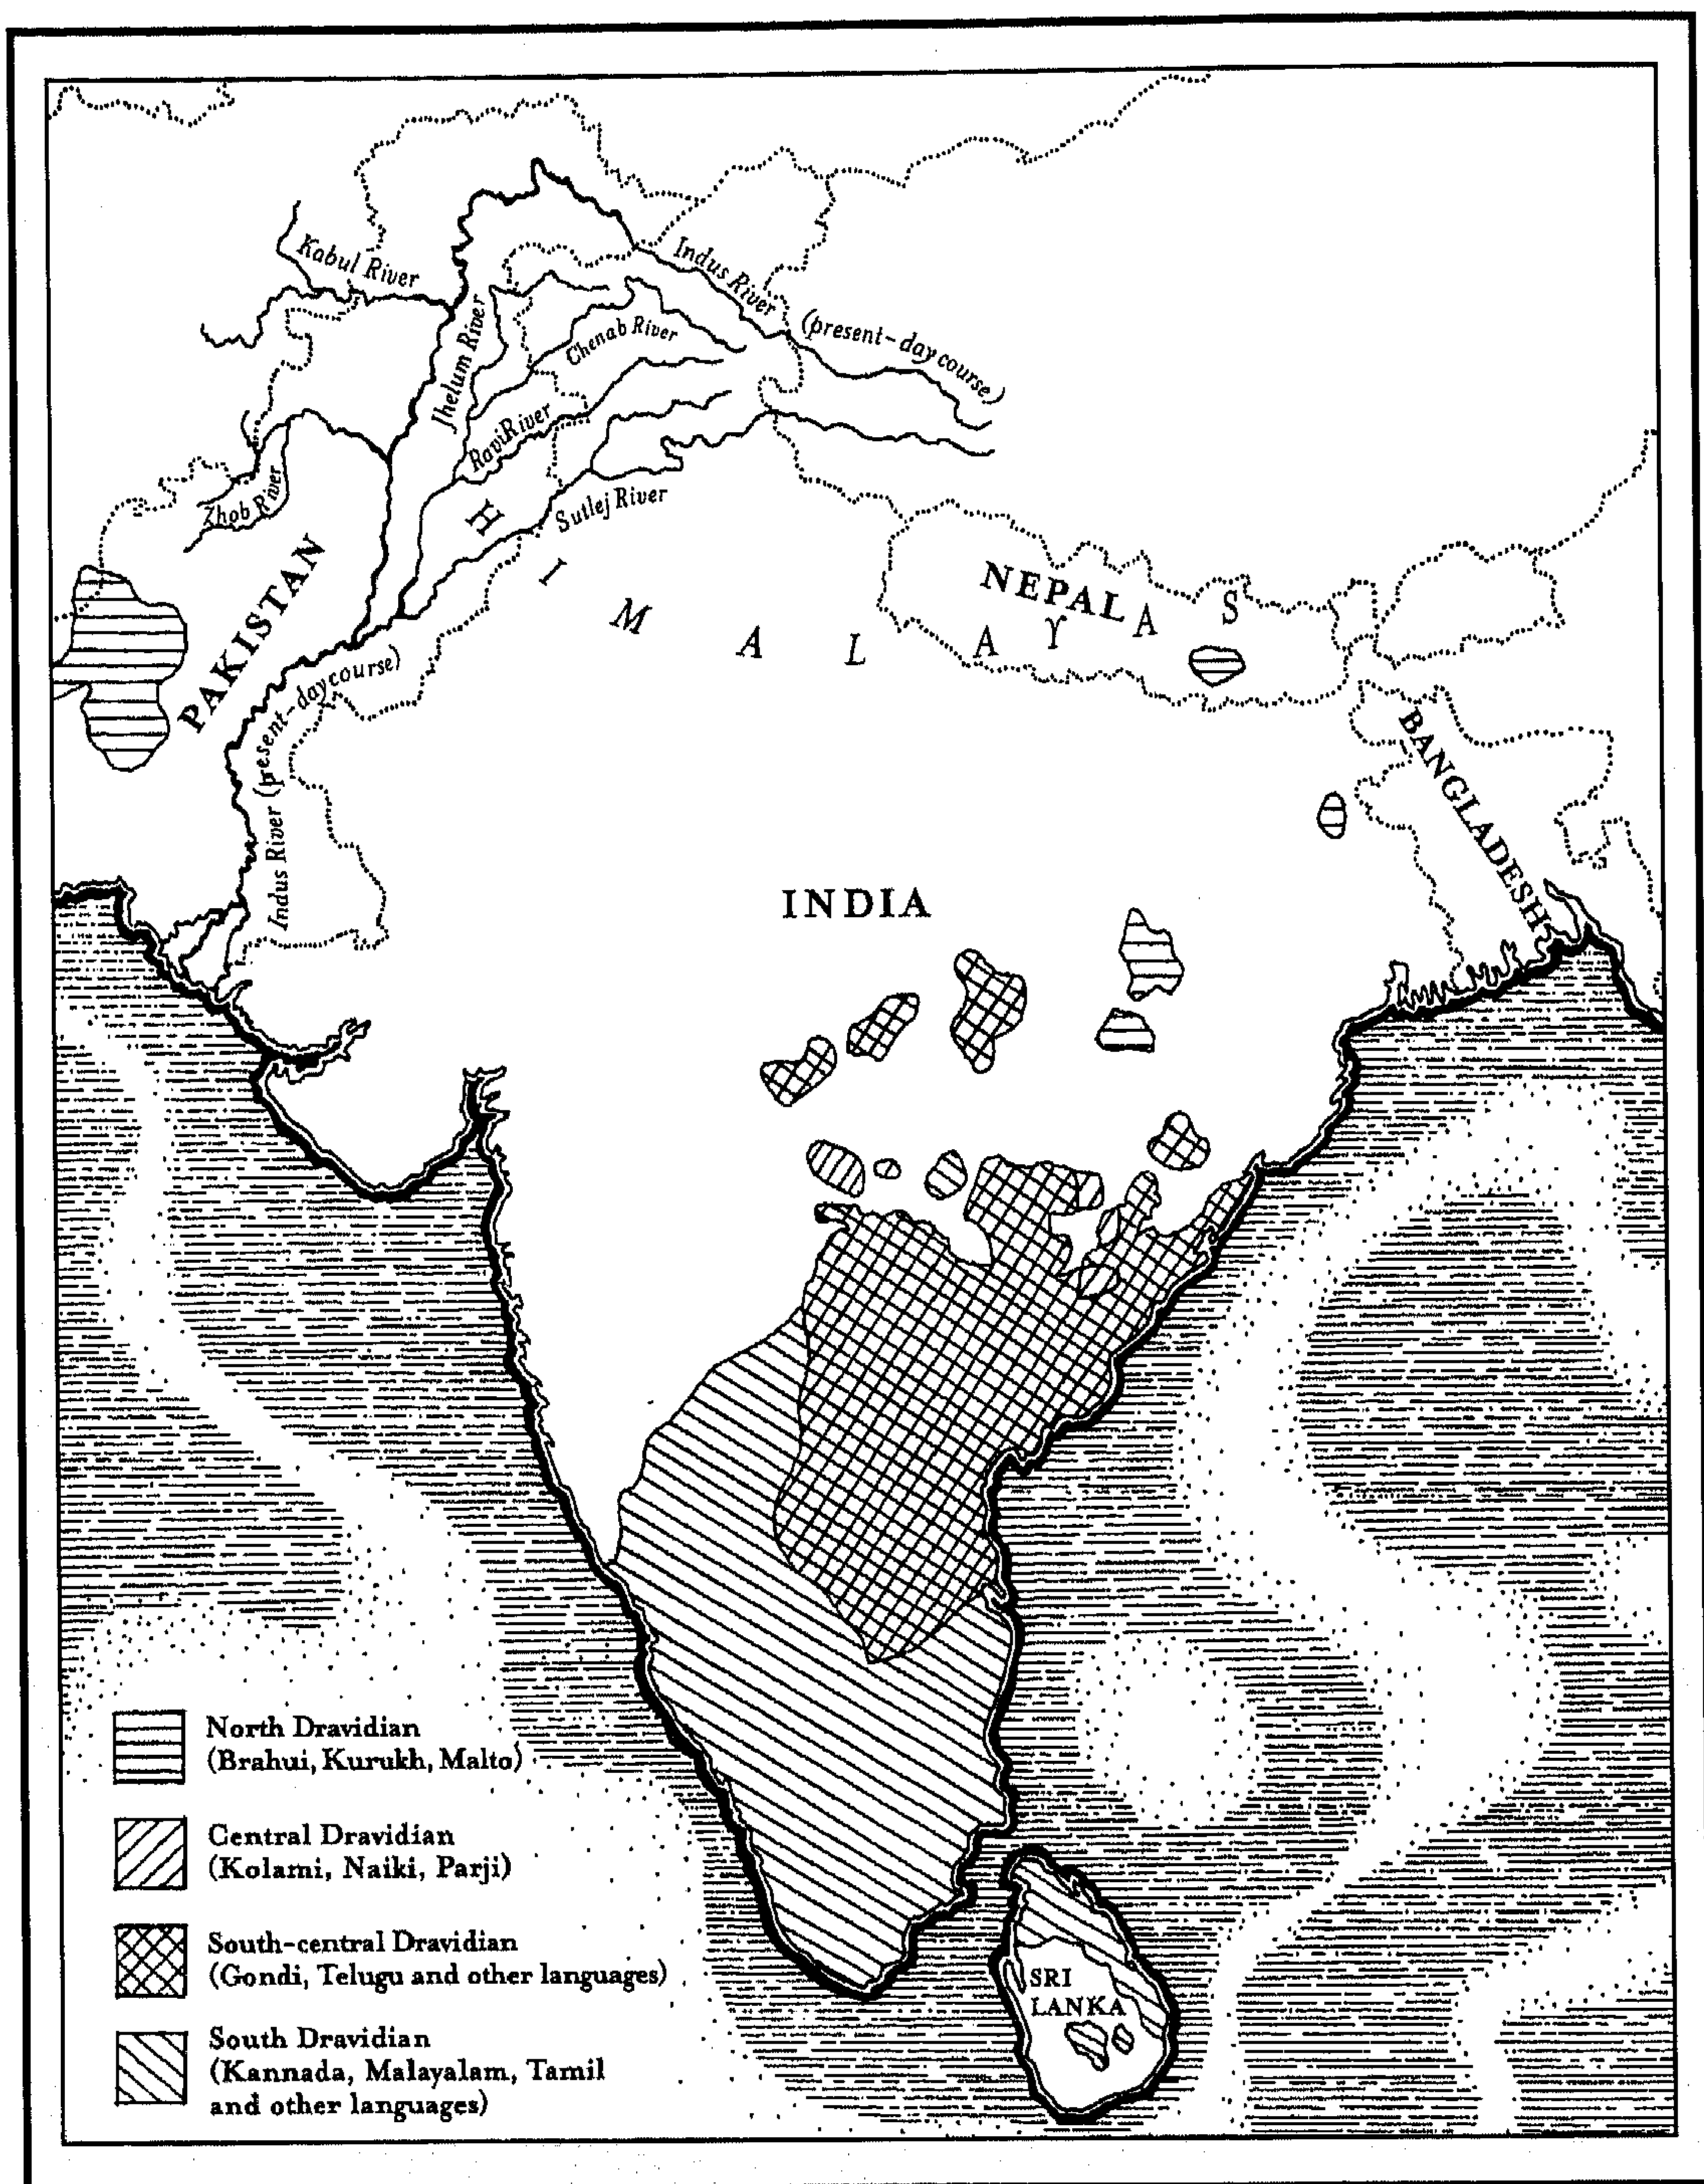 Kabul River
Indus River (present-day course)
Jhelum River
Chenab River
Ravi River
Sutlej River
Zhob River
HIMALAYAS
PAKISTAN
NEPAL
Indus River (present-day course)
BANGLADESH
INDIA
North Dravidian
(Brahui, Kurukh, Malto)
Central Dravidian
(Kolami, Naiki, Parji)
South-central Dravidian
(Gondi, Telugu and other languages)
South Dravidian
(Kannada, Malayalam, Tamil
and other languages)
SRI
LANKA